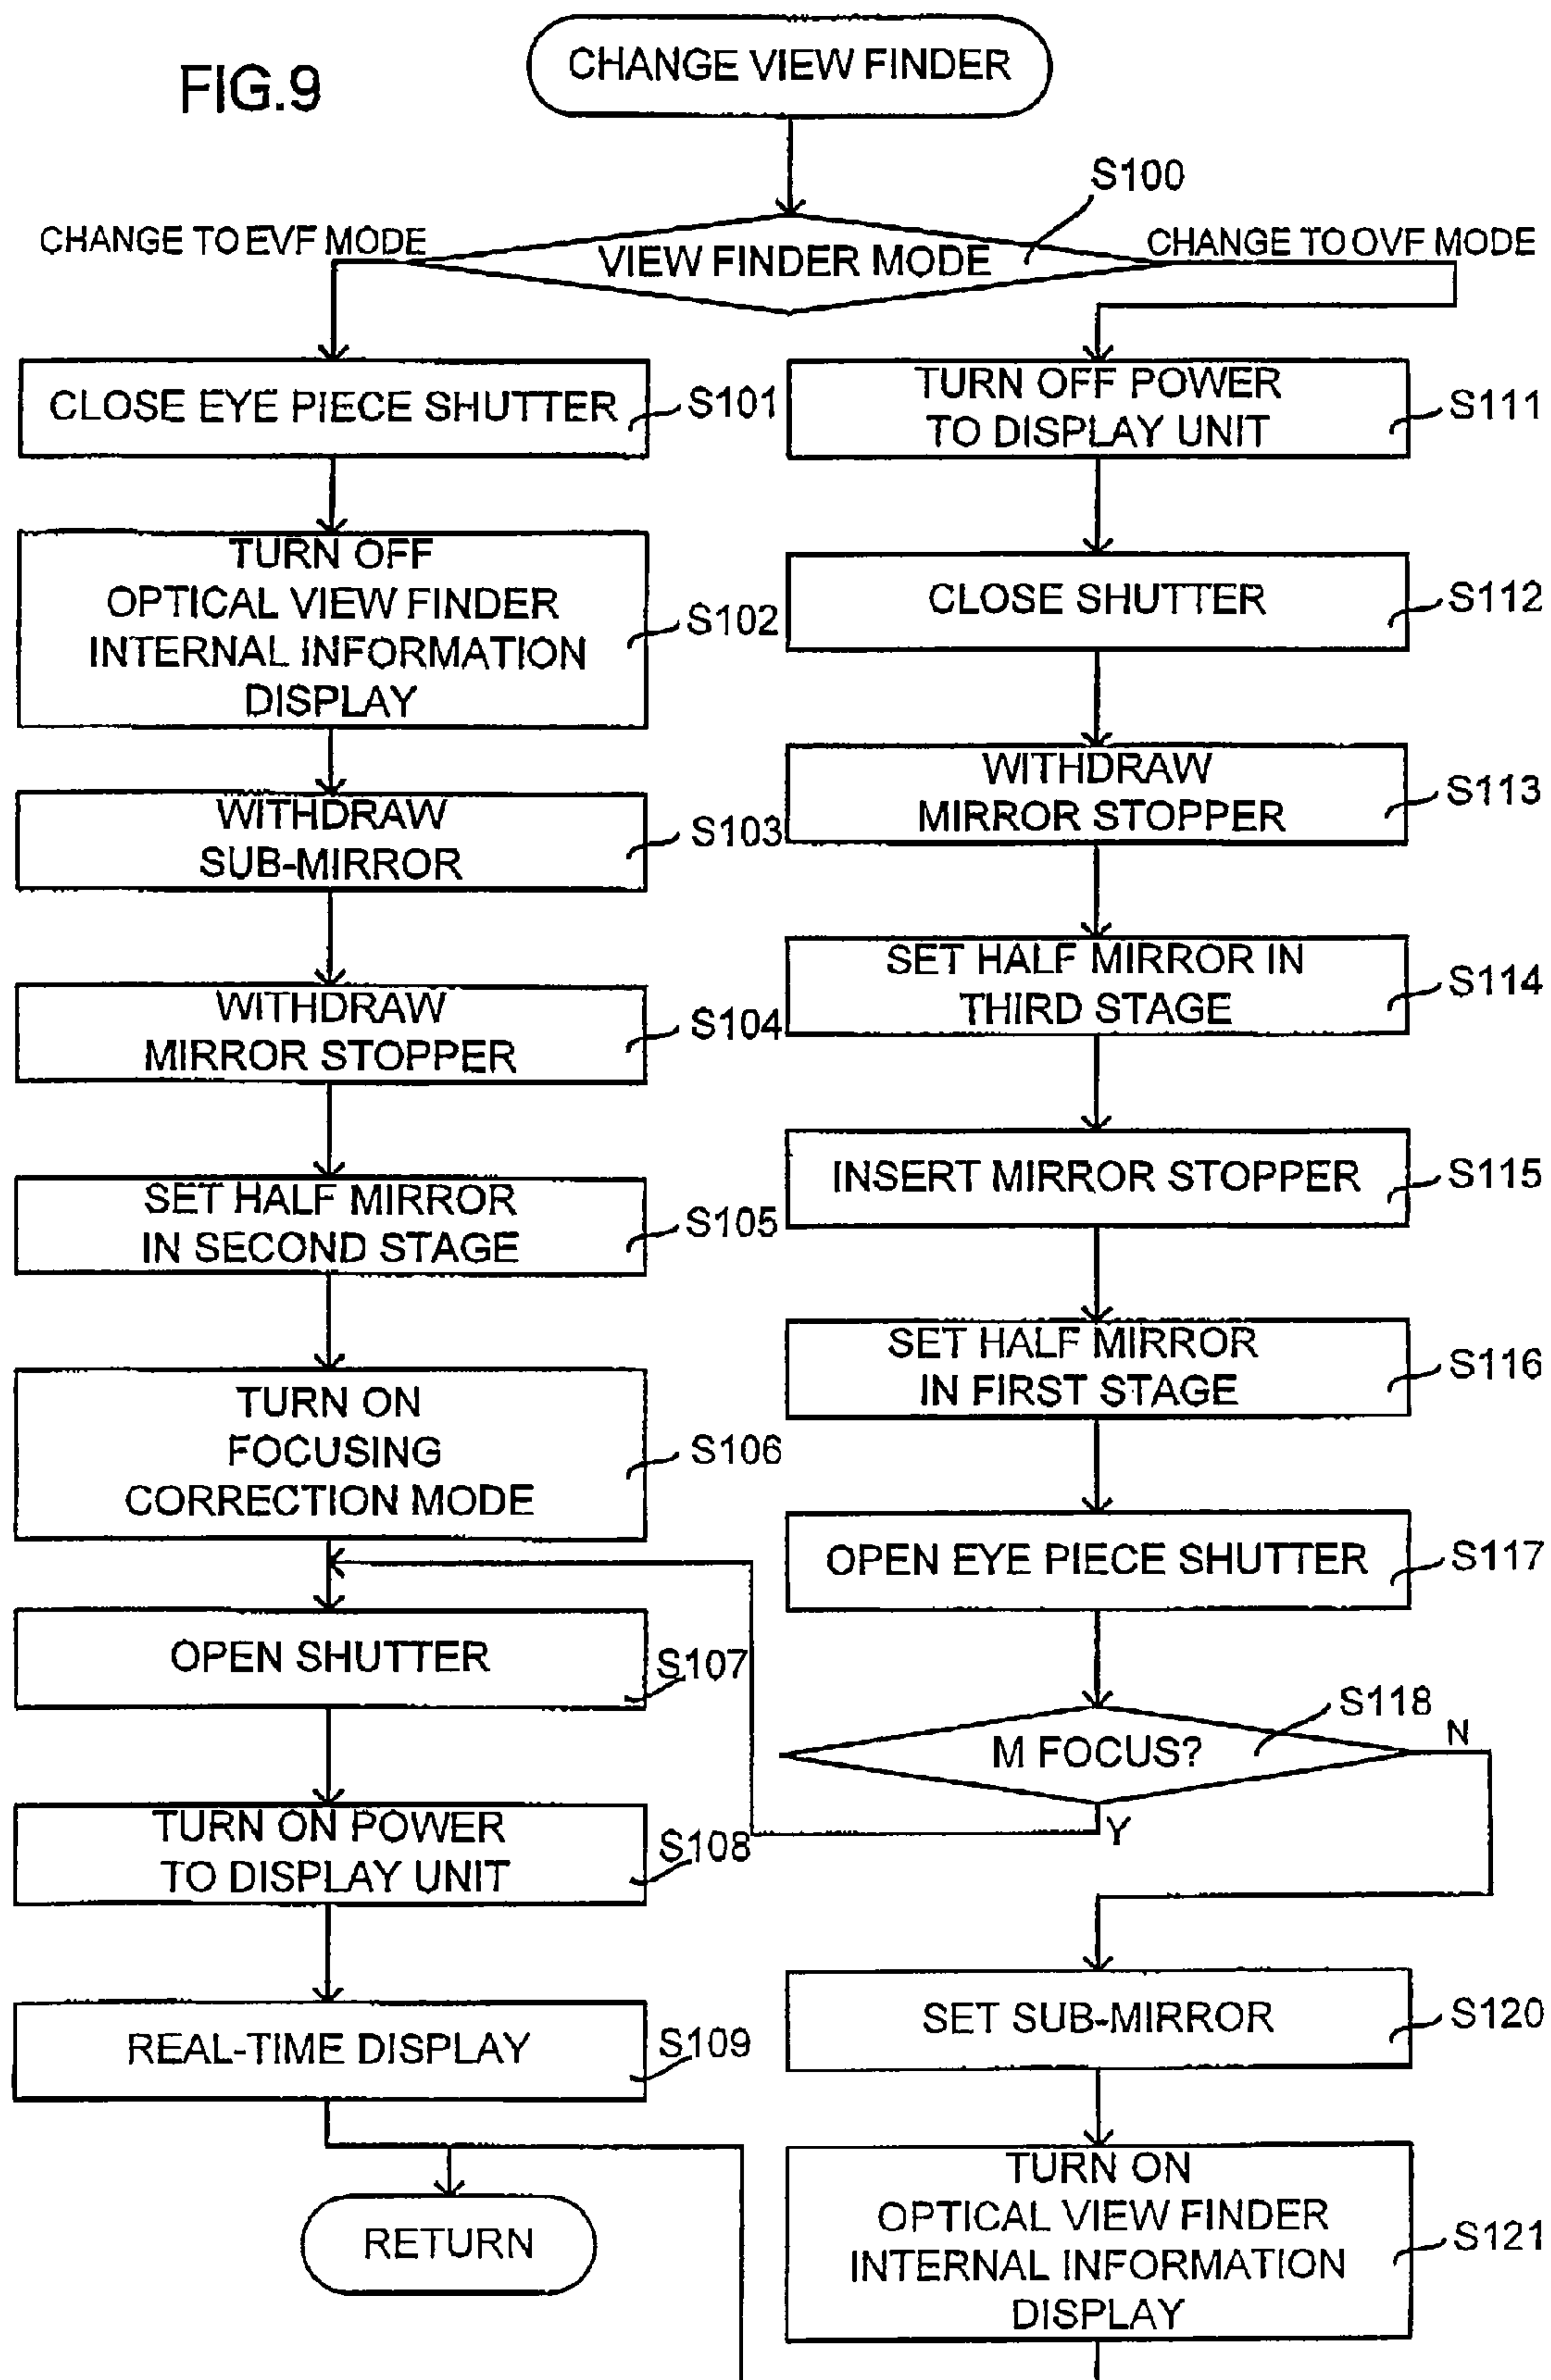 FIG.9
CHANGE VIEW FINDER
S100
CHANGE TO EVF MODE
VIEW FINDER MODE
CHANGE TO OVF MODE
CLOSE EYE PIECE SHUTTER
S101
TURN OFF
OPTICAL VIEW FINDER
INTERNAL INFORMATION
DISPLAY
S102
WITHDRAW
SUB-MIRROR
S103
WITHDRAW
MIRROR STOPPER
S104
SET HALF MIRROR
IN SECOND STAGE
S105
TURN ON
FOCUSING
CORRECTION MODE
S106
OPEN SHUTTER
S107
TURN ON POWER
TO DISPLAY UNIT
S108
REAL-TIME DISPLAY
S109
RETURN
TURN OFF POWER
TO DISPLAY UNIT
S111
CLOSE SHUTTER
S112
WITHDRAW
MIRROR STOPPER
S113
SET HALF MIRROR IN
THIRD STAGE
S114
INSERT MIRROR STOPPER
S115
SET HALF MIRROR
IN FIRST STAGE
S116
OPEN EYE PIECE SHUTTER
S117
M FOCUS?
S118
N
Y
SET SUB-MIRROR
S120
TURN ON
OPTICAL VIEW FINDER
INTERNAL INFORMATION
DISPLAY
S121